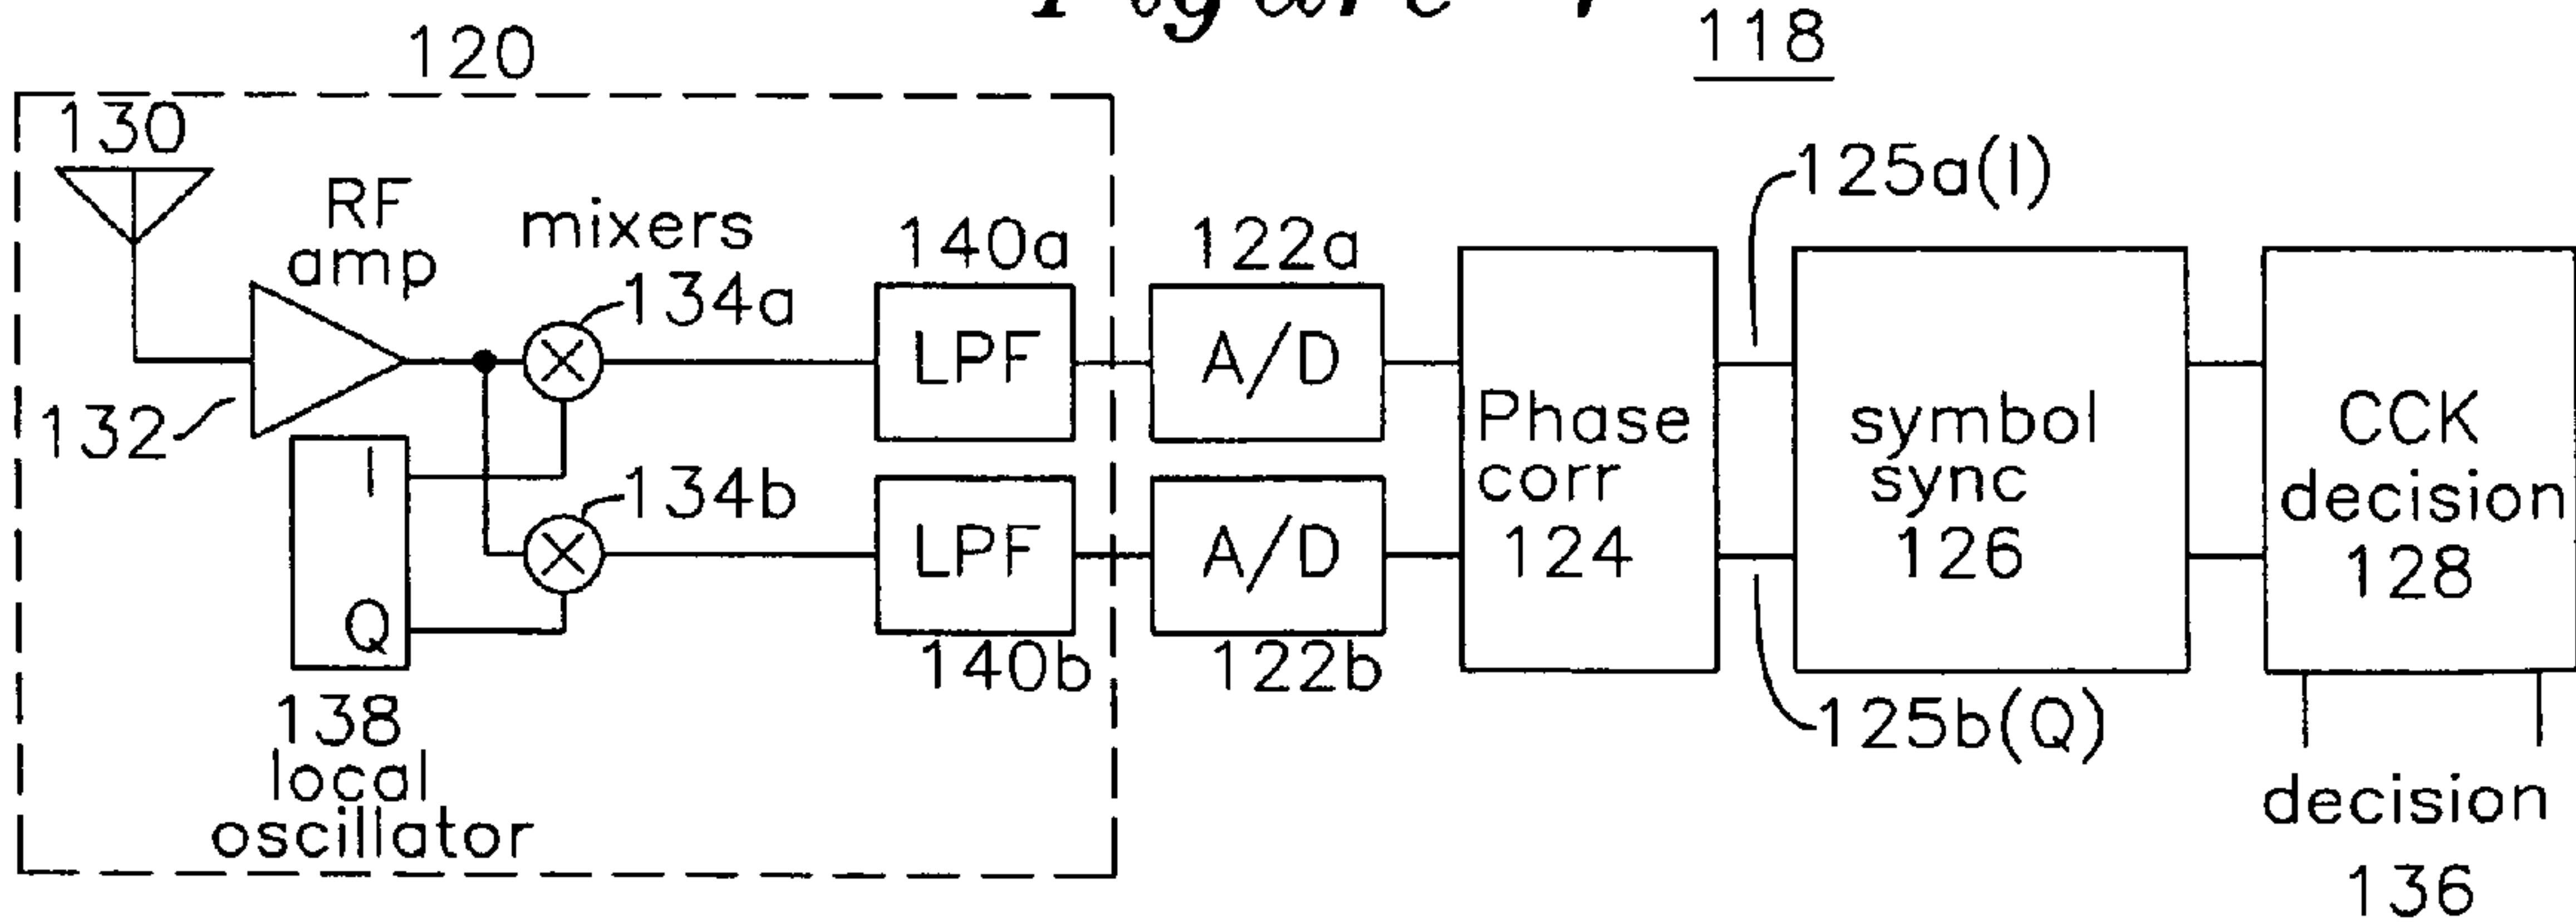 Figure
118
120
130
RF
amp
mixers
134a
132
I
Q
134b
138
local
oscillator
140a
LPF
LPF
140b
122a
A/D
A/D
122b
Phase
corr
124
125a(I)
125b(Q)
symbol
sync
126
CCK
decision
128
decision
136